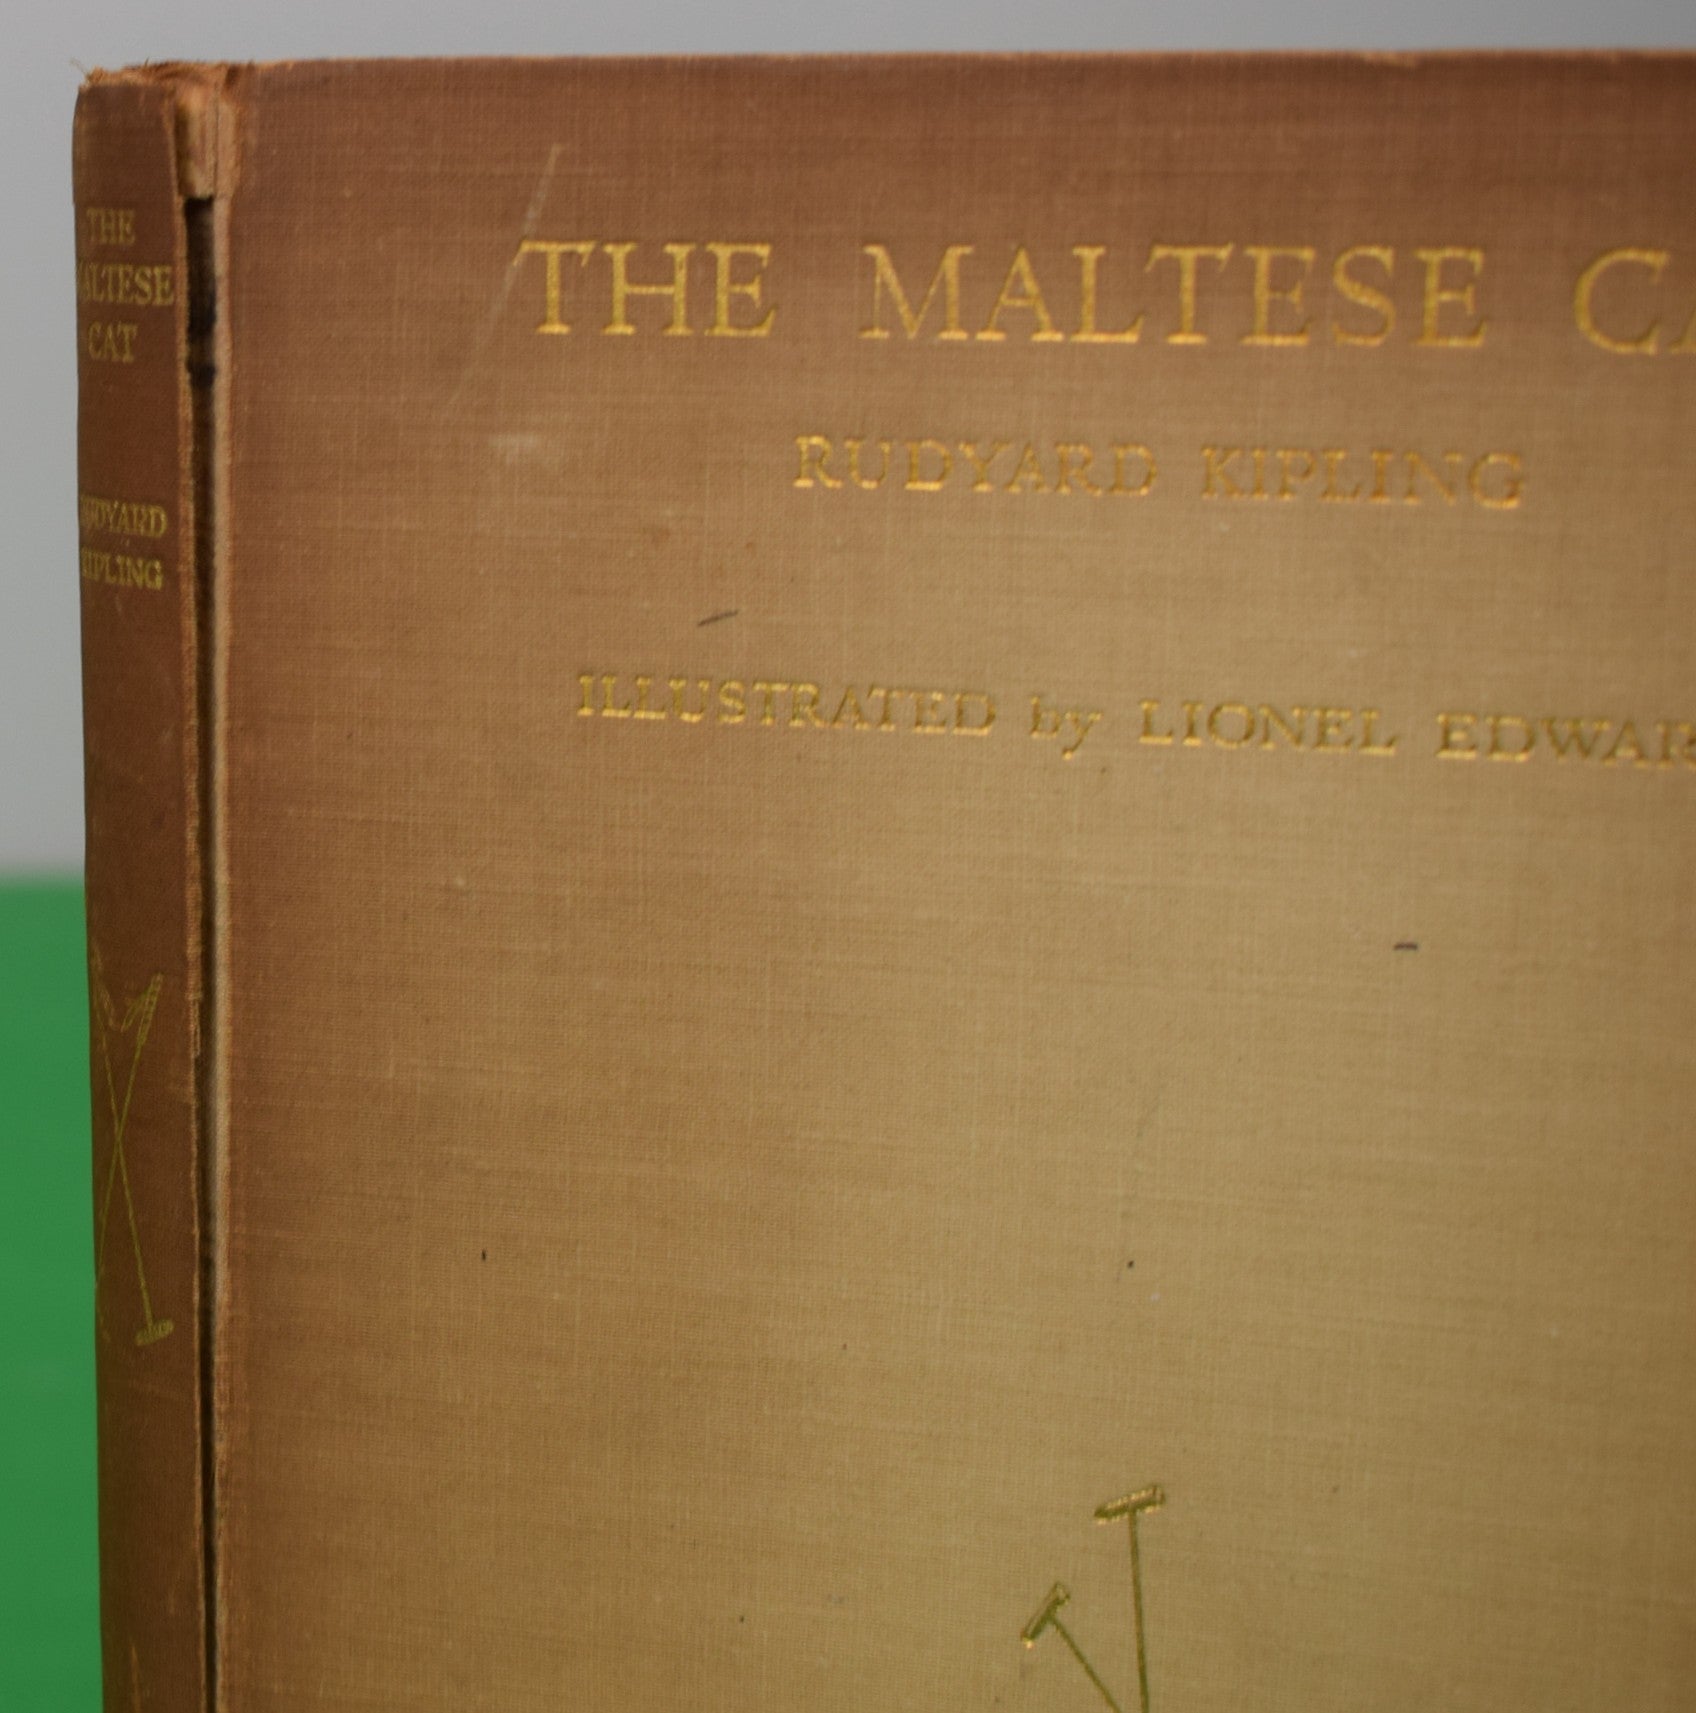 THE MALTESE CA
RUDYARD KIPLING
ILLUSTRATED by LIONEL EDWAR
THE
MALTESE
CAT
RUDYARD
KIPLING